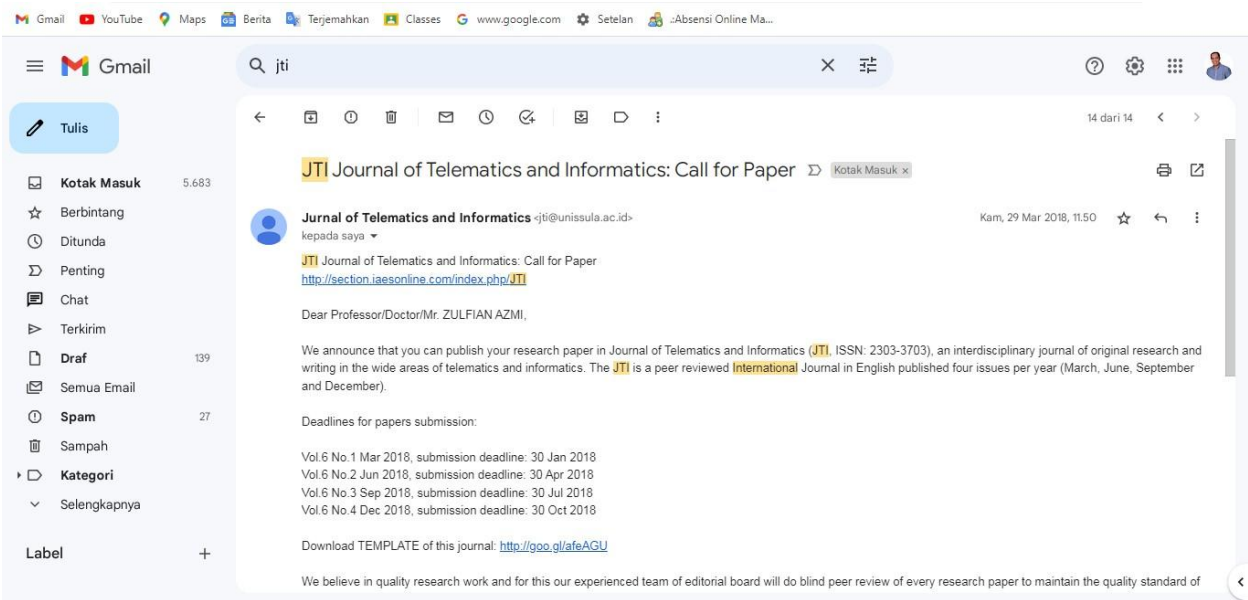 Gmail YouTube Maps Berita Terjemahkan Classes www.google.com Setelan .:Absensi Online Ma...
Gmail
jti
Tulis
14 dari 14
Kotak Masuk 5.683
Berbintang
Ditunda
Penting
Chat
Terkirim
Draf 139
Semua Email
Spam 27
Sampah
Kategori
Selengkapnya
Label +
JTI Journal of Telematics and Informatics: Call for Paper Kotak Masuk ×
Jurnal of Telematics and Informatics <jti@unissula.ac.id> Kam, 29 Mar 2018, 11.50
kepada saya
JTI Journal of Telematics and Informatics: Call for Paper
http://section.iaesonline.com/index.php/JTI
Dear Professor/Doctor/Mr. ZULFIAN AZMI,
We announce that you can publish your research paper in Journal of Telematics and Informatics (JTI, ISSN: 2303-3703), an interdisciplinary journal of original research and
writing in the wide areas of telematics and informatics. The JTI is a peer reviewed International Journal in English published four issues per year (March, June, September
and December).
Deadlines for papers submission:
Vol.6 No.1 Mar 2018, submission deadline: 30 Jan 2018
Vol.6 No.2 Jun 2018, submission deadline: 30 Apr 2018
Vol.6 No.3 Sep 2018, submission deadline: 30 Jul 2018
Vol.6 No.4 Dec 2018, submission deadline: 30 Oct 2018
Download TEMPLATE of this journal: http://goo.gl/afeAGU
We believe in quality research work and for this our experienced team of editorial board will do blind peer review of every research paper to maintain the quality standard of